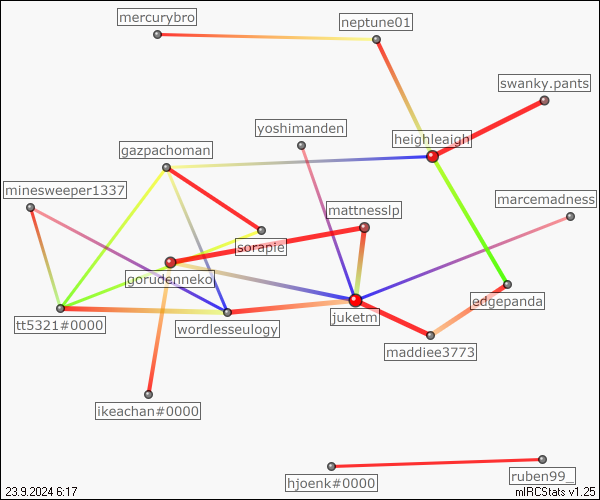 mercurybro
neptune01
swanky.pants
yoshimanden
heighleaigh
gazpachoman
minesweeper1337
marcemadness
mattnesslp
sorapie
gorudenneko
edgepanda
juketm
tt5321#0000
wordlesseulogy
maddiee3773
ikeachan#0000
ruben99_
hjoenk#0000
23.9.2024 6:17
mIRCStats v1.25